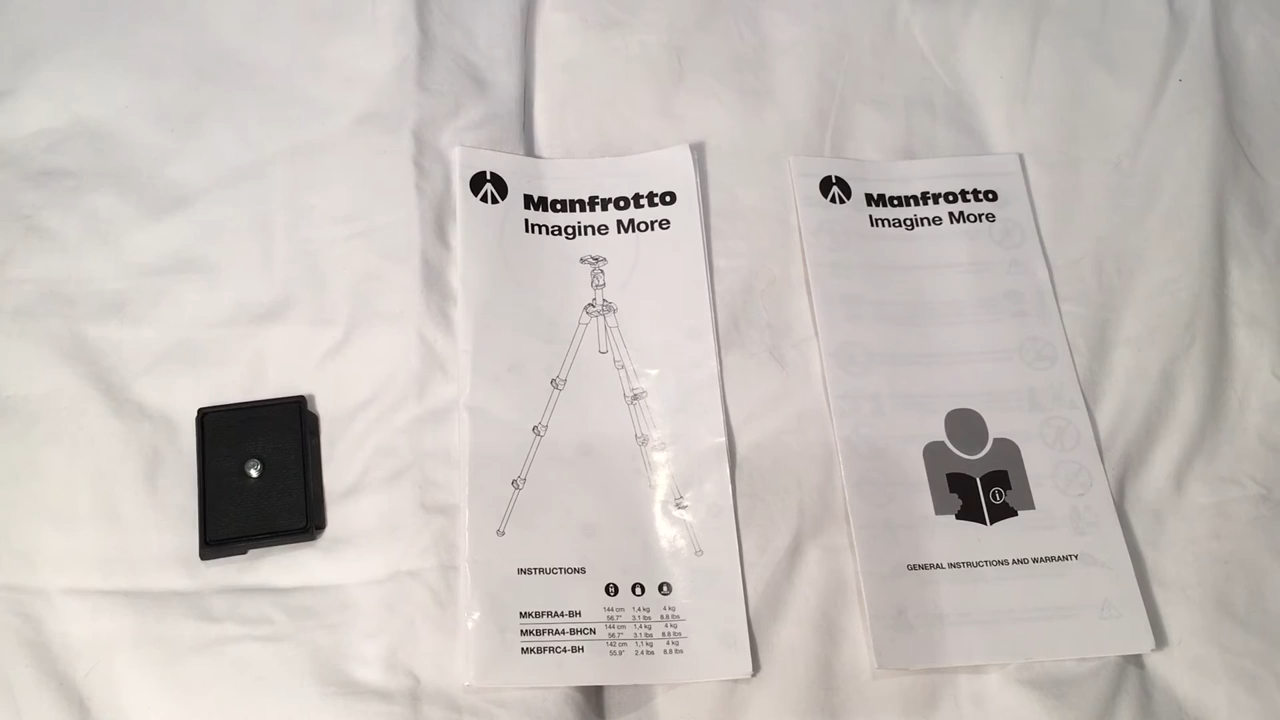 Manfrotto
Imagine More
INSTRUCTIONS
MKBFRA4-BH 144 cm 1,4 kg 4 kg
56.7" 3.1 lbs 8.8 lbs
MKBFRA4-BHCN 144 cm 1,4 kg 4 kg
56.7" 3.1 lbs 8.8 lbs
MKBFRC4-BH 142 cm 1,1 kg 4 kg
55.9" 2.4 lbs 8.8 lbs
Manfrotto
Imagine More
i
GENERAL INSTRUCTIONS AND WARRANTY